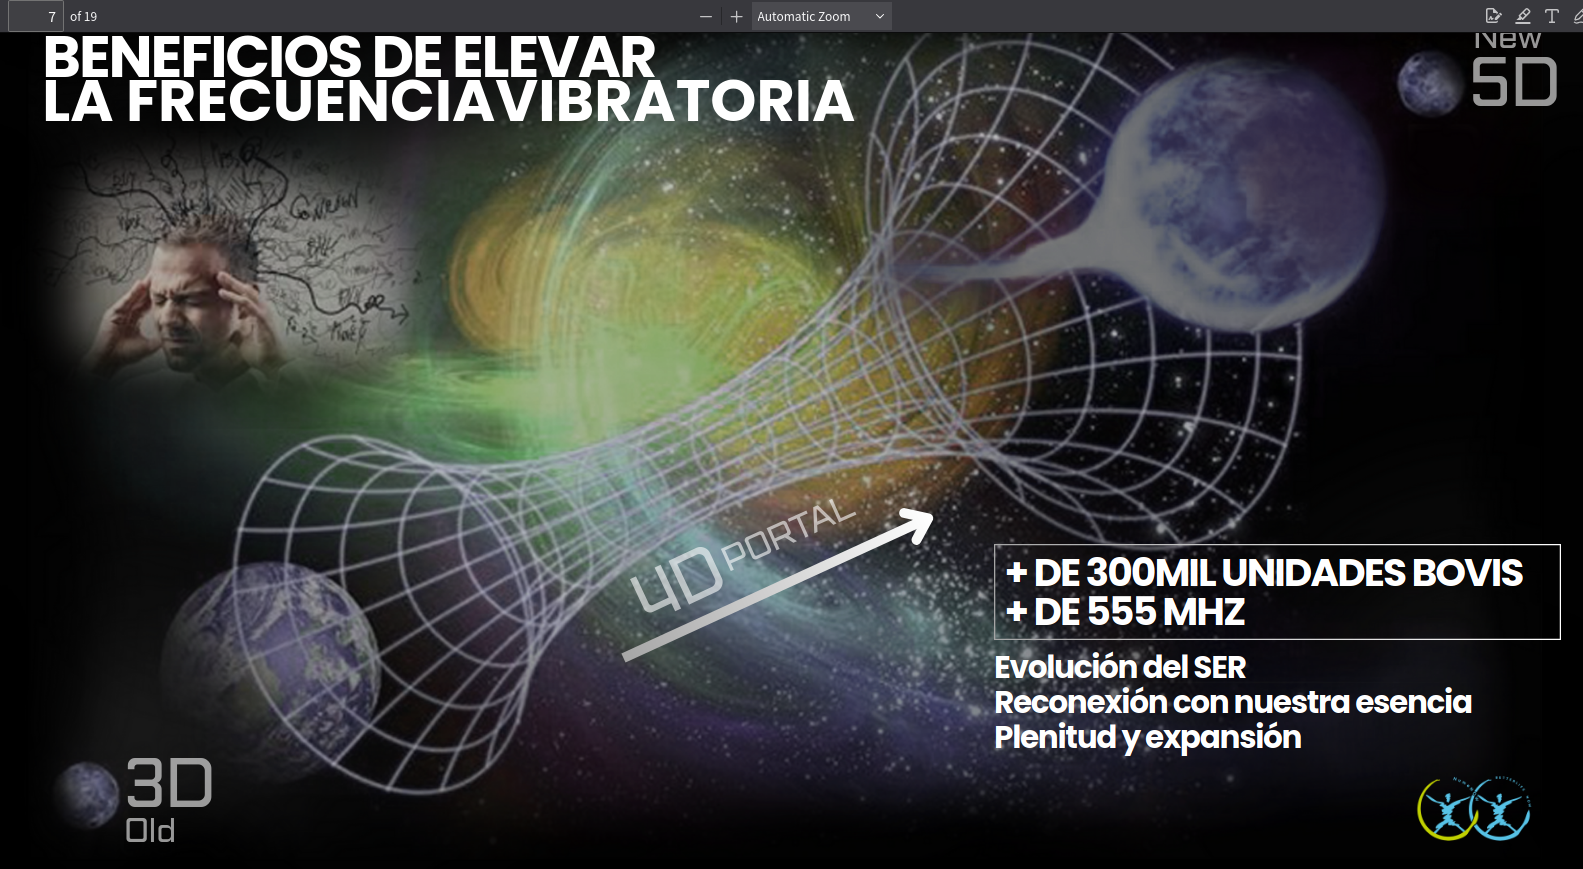 7 of 19
Automatic Zoom
BENEFICIOS DE ELEVAR
LA FRECUENCIAVIBRATORIA
New
5D
4D PORTAL
+ DE 300MIL UNIDADES BOVIS
+ DE 555 MHZ
Evolución del SER
Reconexión con nuestra esencia
Plenitud y expansión
3D
Old